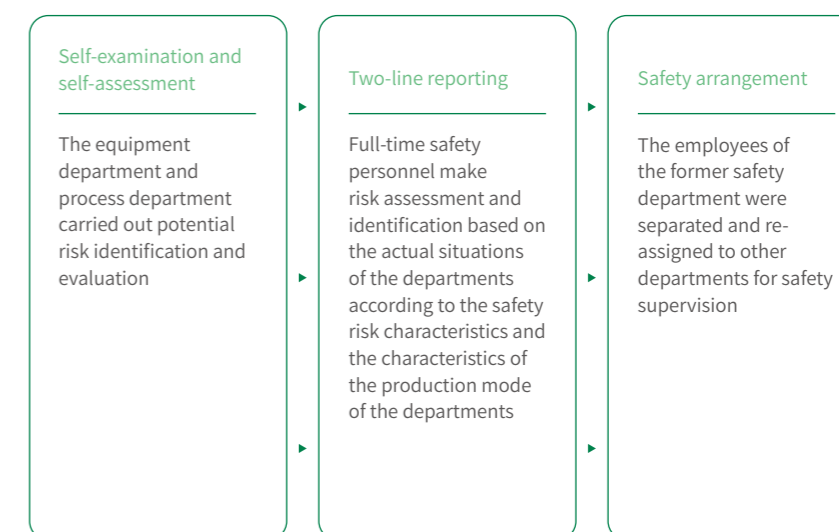 Self-examination and
self-assessment
The equipment
department and
process department
carried out potential
risk identification and
evaluation
Two-line reporting
Full-time safety
personnel make
risk assessment and
identification based on
the actual situations
of the departments
according to the safety
risk characteristics and
the characteristics of
the production mode
of the departments
Safety arrangement
The employees of
the former safety
department were
separated and re-
assigned to other
departments for safety
supervision